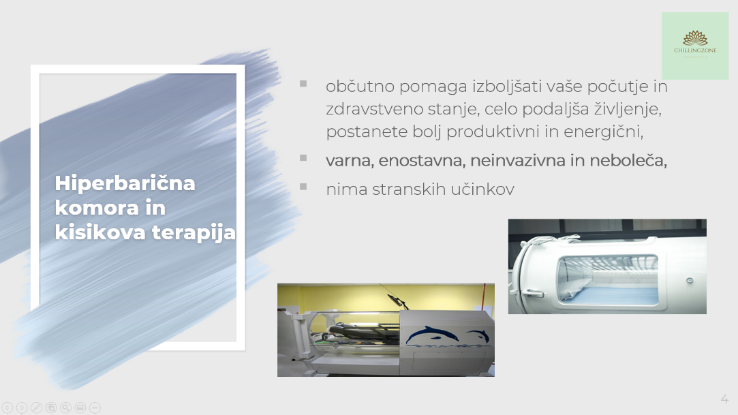 CHILLINGZONE
občutno pomaga izboljšati vaše počutje in
zdravstveno stanje, celo podaljša življenje,
postanete bolj produktivni in energični,
varna, enostavna, neinvazivna in neboleča,
nima stranskih učinkov
Hiperbarična
komora in
kisikova terapija
4